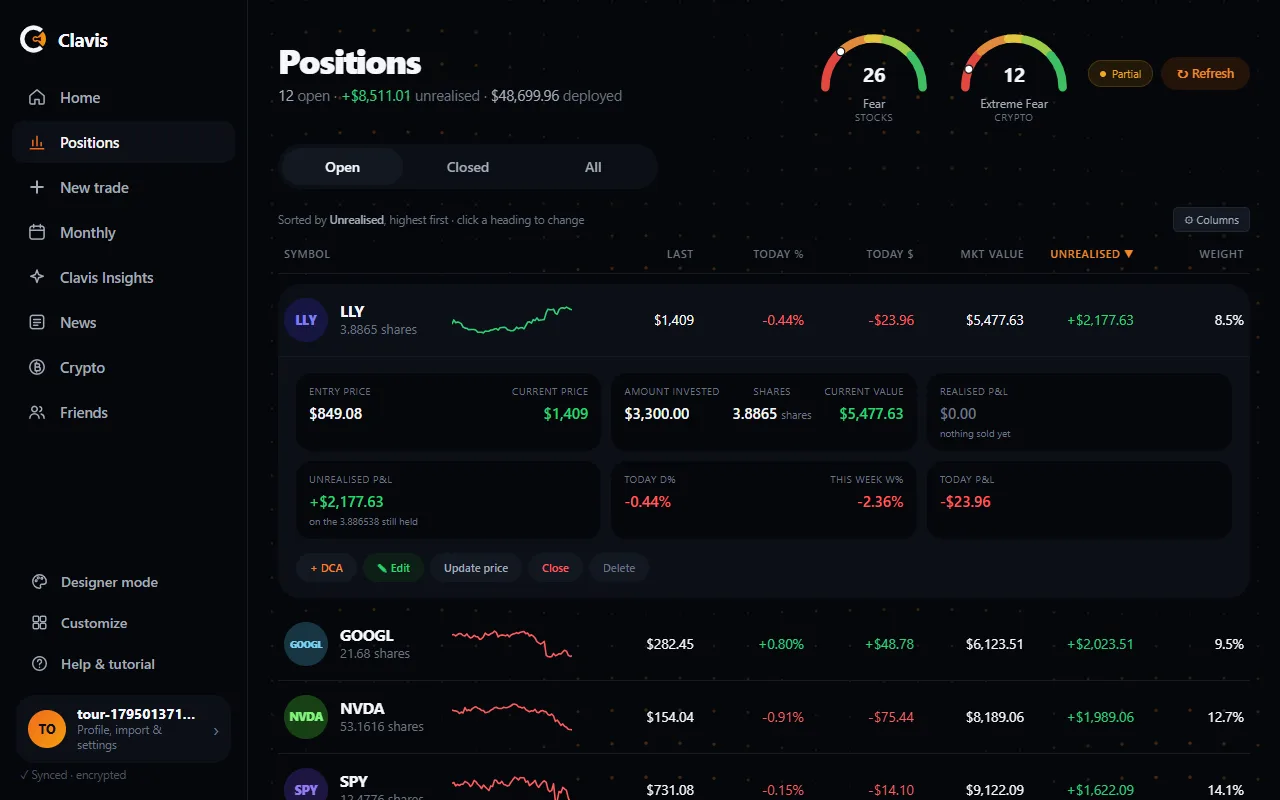 Clavis
Home
Positions
New trade
Monthly
Clavis Insights
News
Crypto
Friends
Designer mode
Customize
Help & tutorial
TO
tour-179501371...
Profile, import &
settings
✓ Synced · encrypted
Positions
12 open · +$8,511.01 unrealised · $48,699.96 deployed
26
Fear
STOCKS
12
Extreme Fear
CRYPTO
Partial
↻ Refresh
Open Closed All
Sorted by Unrealised, highest first · click a heading to change
⚙ Columns
SYMBOL LAST TODAY % TODAY $ MKT VALUE UNREALISED ▼ WEIGHT
LLY LLY $1,409 -0.44% -$23.96 $5,477.63 +$2,177.63 8.5%
3.8865 shares
ENTRY PRICE CURRENT PRICE
$849.08 $1,409
AMOUNT INVESTED SHARES CURRENT VALUE
$3,300.00 3.8865 shares $5,477.63
REALISED P&L
$0.00
nothing sold yet
UNREALISED P&L
+$2,177.63
on the 3.886538 still held
TODAY D% THIS WEEK W%
-0.44% -2.36%
TODAY P&L
-$23.96
+ DCA Edit Update price Close Delete
GOOGL GOOGL $282.45 +0.80% +$48.78 $6,123.51 +$2,023.51 9.5%
21.68 shares
NVDA NVDA $154.04 -0.91% -$75.44 $8,189.06 +$1,989.06 12.7%
53.1616 shares
SPY SPY $731.08 -0.15% -$14.10 $9,122.09 +$1,622.09 14.1%
12.4776 shares